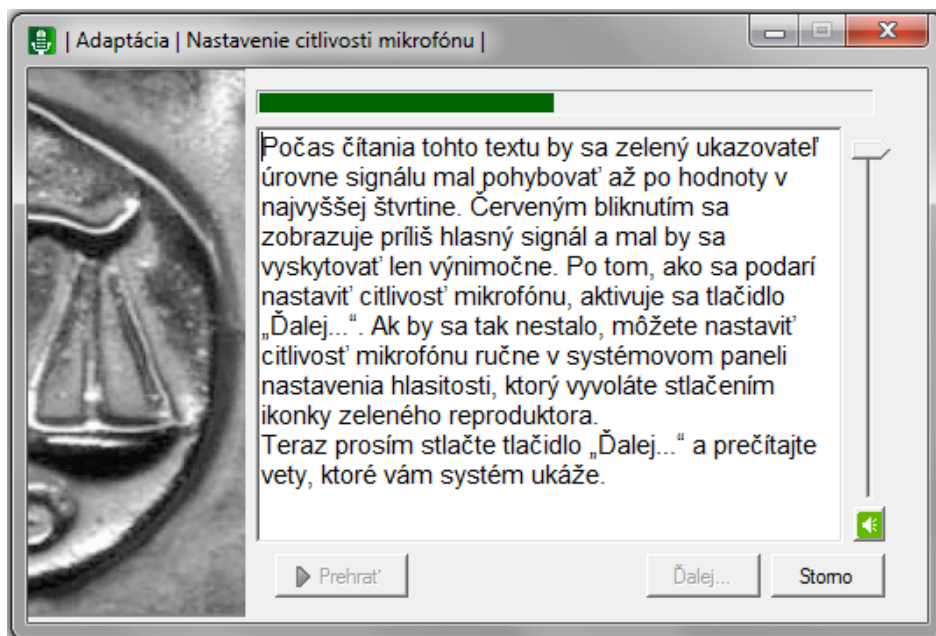 | Adaptácia | Nastavenie citlivosti mikrofónu |
Počas čítania tohto textu by sa zelený ukazovateľ
úrovne signálu mal pohybovať až po hodnoty v
najvyššej štvrtine. Červeným bliknutím sa
zobrazuje príliš hlasný signál a mal by sa
vyskytovať len výnimočne. Po tom, ako sa podarí
nastaviť citlivosť mikrofónu, aktivuje sa tlačidlo
„Ďalej...“. Ak by sa tak nestalo, môžete nastaviť
citlivosť mikrofónu ručne v systémovom paneli
nastavenia hlasitosti, ktorý vyvoláte stlačením
ikonky zeleného reproduktora.
Teraz prosím stlačte tlačidlo „Ďalej...“ a prečítajte
vety, ktoré vám systém ukáže.
Prehrať
Ďalej...
Storno